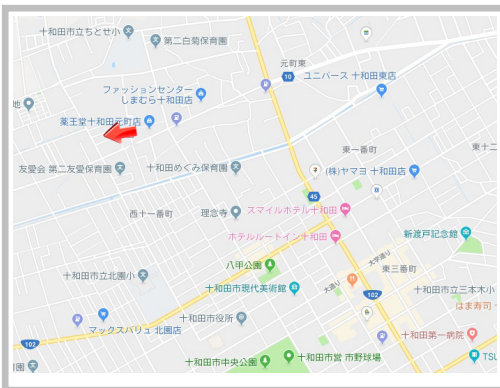 十和田市立ちとせ小
第二白菊保育園
元町東
10
ユニバース 十和田東店
ファッションセンター
しまむら十和田店
地
薬王堂十和田元町店
東一番町
東十二
友愛会 第二友愛保育園
十和田めぐみ保育園
(株)ヤマヨ 十和田店
45
西十一番町
理念寺
スマイルホテル十和田
新渡戸記念館
ホテルルートイン十和田
大学通り
八甲公園
東三番町
十和田市立北園小
十和田市現代美術館
大通り
102
十和田市立三本木小
はま寿司
マックスバリュ 北園店
十和田市役所
102
十和田第一病院
十和田市中央公園
十和田市営 市野球場
TSU
園